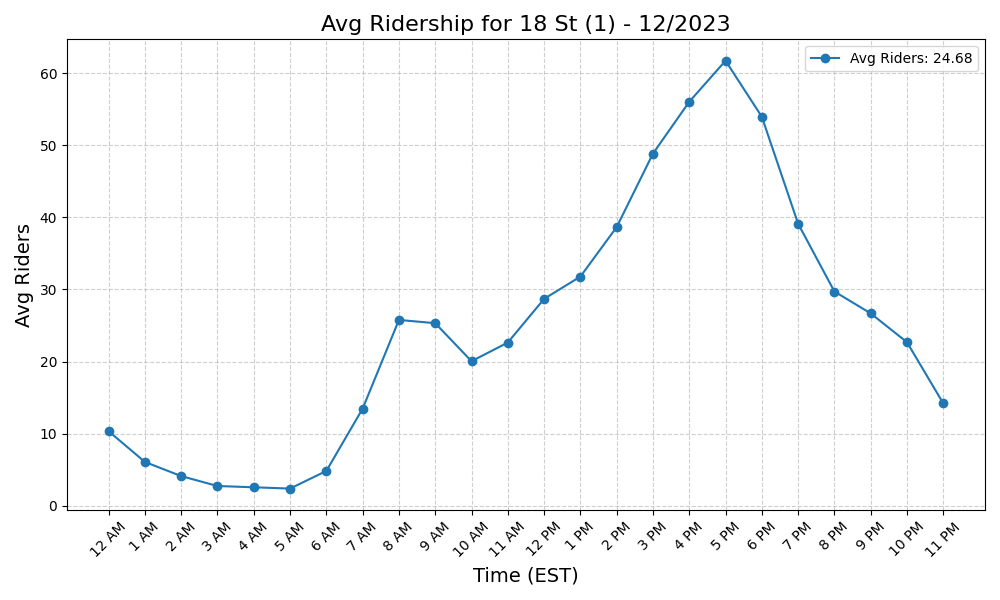 Avg Ridership for 18 St (1) - 12/2023
Avg Riders: 24.68
Avg Riders
60
50
40
30
20
10
0
12 AM
1 AM
2 AM
3 AM
4 AM
5 AM
6 AM
7 AM
8 AM
9 AM
10 AM
11 AM
12 PM
1 PM
2 PM
3 PM
4 PM
5 PM
6 PM
7 PM
8 PM
9 PM
10 PM
11 PM
Time (EST)